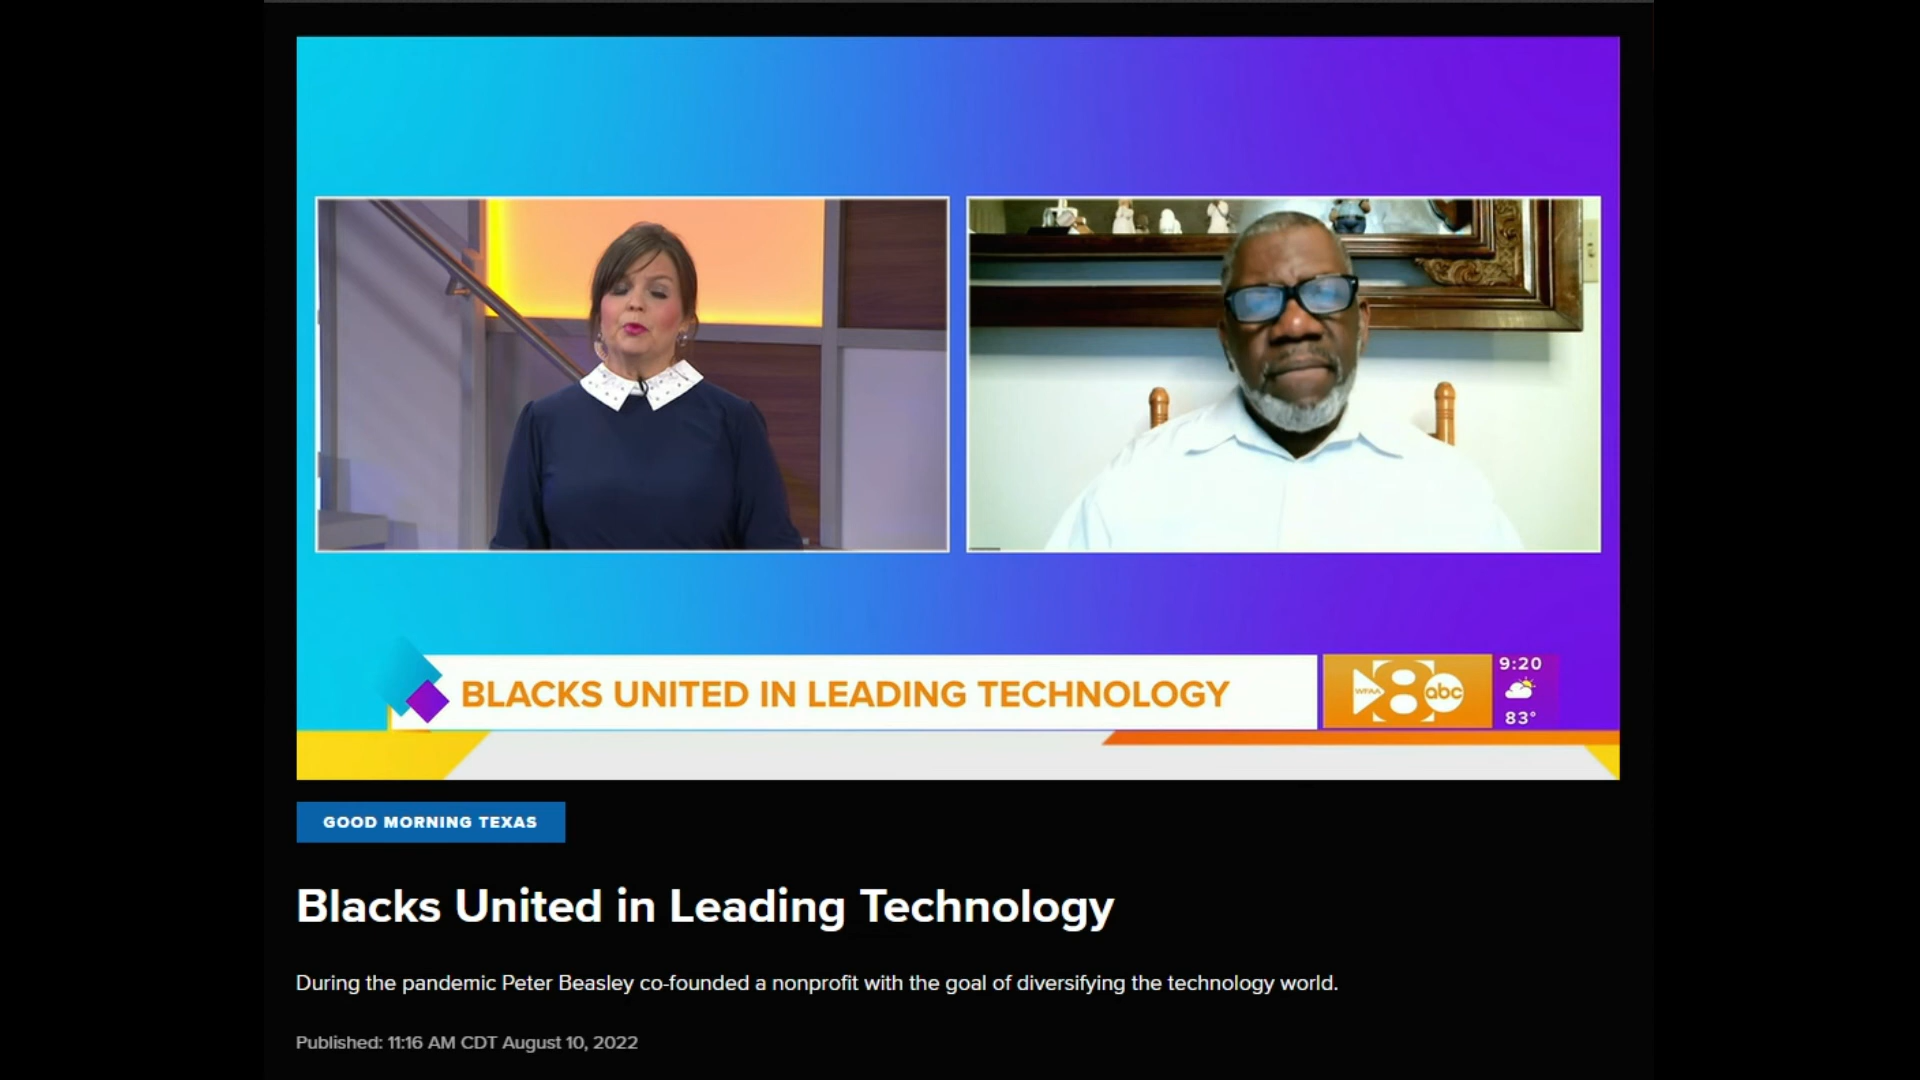 BLACKS UNITED IN LEADING TECHNOLOGY
WFAA
8
abc
9:20
83°
GOOD MORNING TEXAS
Blacks United in Leading Technology
During the pandemic Peter Beasley co-founded a nonprofit with the goal of diversifying the technology world.
Published: 11:16 AM CDT August 10, 2022